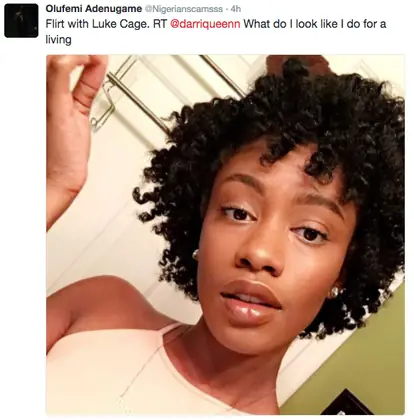 Olufemi Adenugame @Nigerianscamsss · 4h
Flirt with Luke Cage. RT @darriqueenn What do I look like I do for a
living